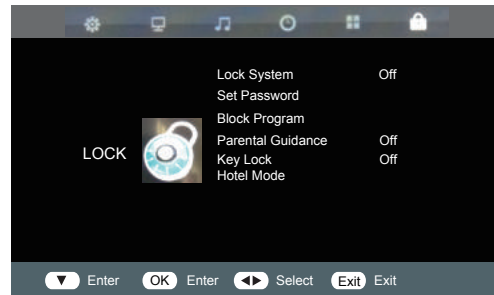 Lock System Off
Set Password
Block Program
LOCK
Parental Guidance Off
Key Lock Off
Hotel Mode
Enter OK Enter Select Exit Exit